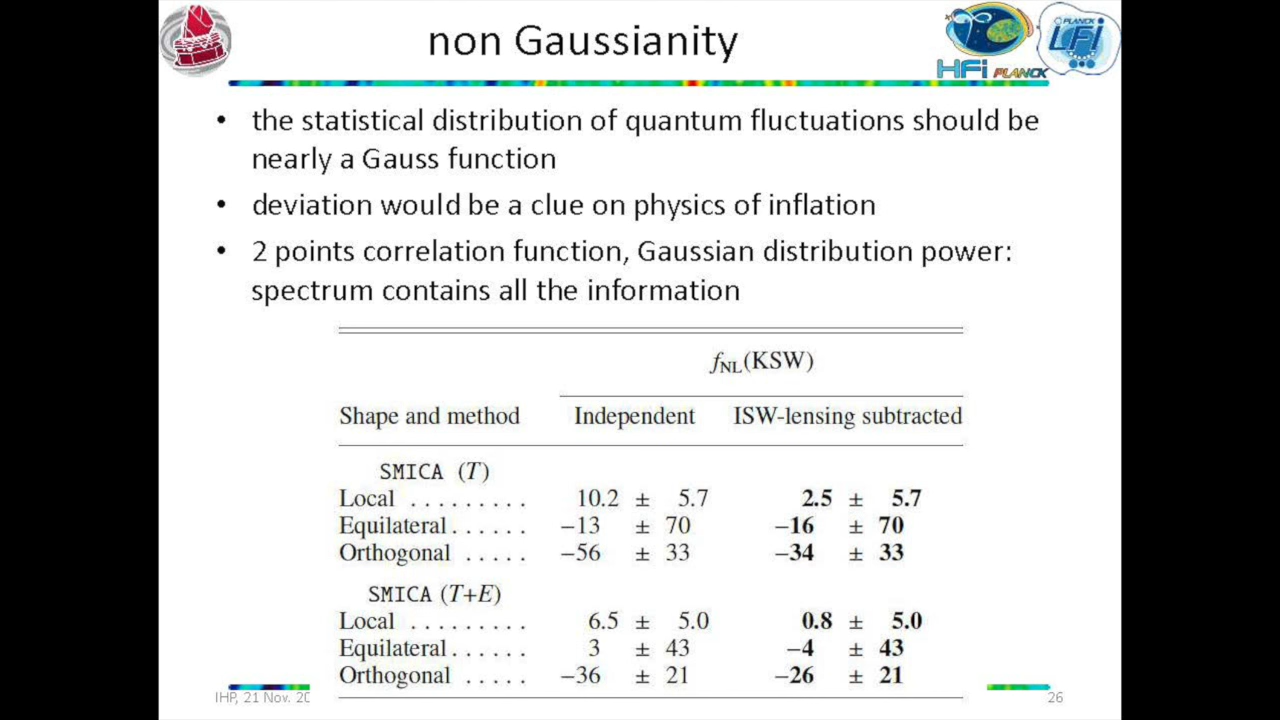 non Gaussianity
HFi PLANCK
PLANCK
LFI
• the statistical distribution of quantum fluctuations should be
nearly a Gauss function
• deviation would be a clue on physics of inflation
• 2 points correlation function, Gaussian distribution power:
spectrum contains all the information
fNL(KSW)
Shape and method Independent ISW-lensing subtracted
SMICA (T)
Local . . . . . . . . . 10.2 ± 5.7 2.5 ± 5.7
Equilateral . . . . . . −13 ± 70 −16 ± 70
Orthogonal . . . . . −56 ± 33 −34 ± 33
SMICA (T+E)
Local . . . . . . . . . 6.5 ± 5.0 0.8 ± 5.0
Equilateral . . . . . . 3 ± 43 −4 ± 43
Orthogonal . . . . . −36 ± 21 −26 ± 21
IHP, 21 Nov. 20
26